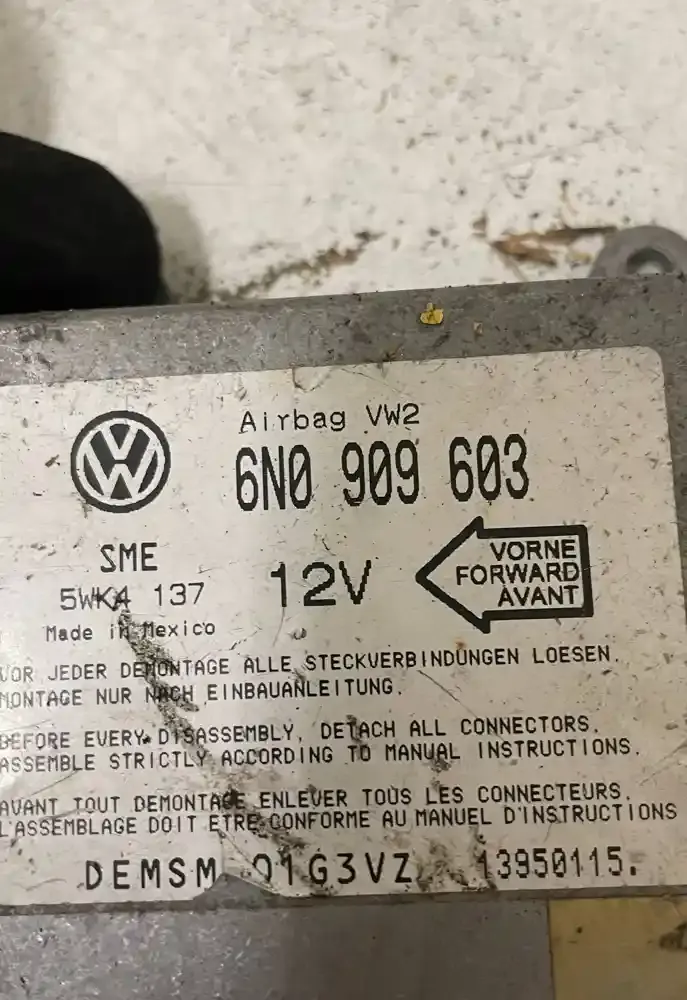 Airbag VW2
6N0 909 603
SME
5WK4 137
12V
VORNE
FORWARD
AVANT
Made in Mexico
VOR JEDER DEMONTAGE ALLE STECKVERBINDUNGEN LOESEN.
MONTAGE NUR NACH EINBAUANLEITUNG.
BEFORE EVERY DISASSEMBLY, DETACH ALL CONNECTORS.
ASSEMBLE STRICTLY ACCORDING TO MANUAL INSTRUCTIONS.
AVANT TOUT DEMONTAGE ENLEVER TOUS LES CONNECTEURS.
L'ASSEMBLAGE DOIT ETRE CONFORME AU MANUEL D'INSTRUCTIONS
DEMSM 01G3VZ 13950115.